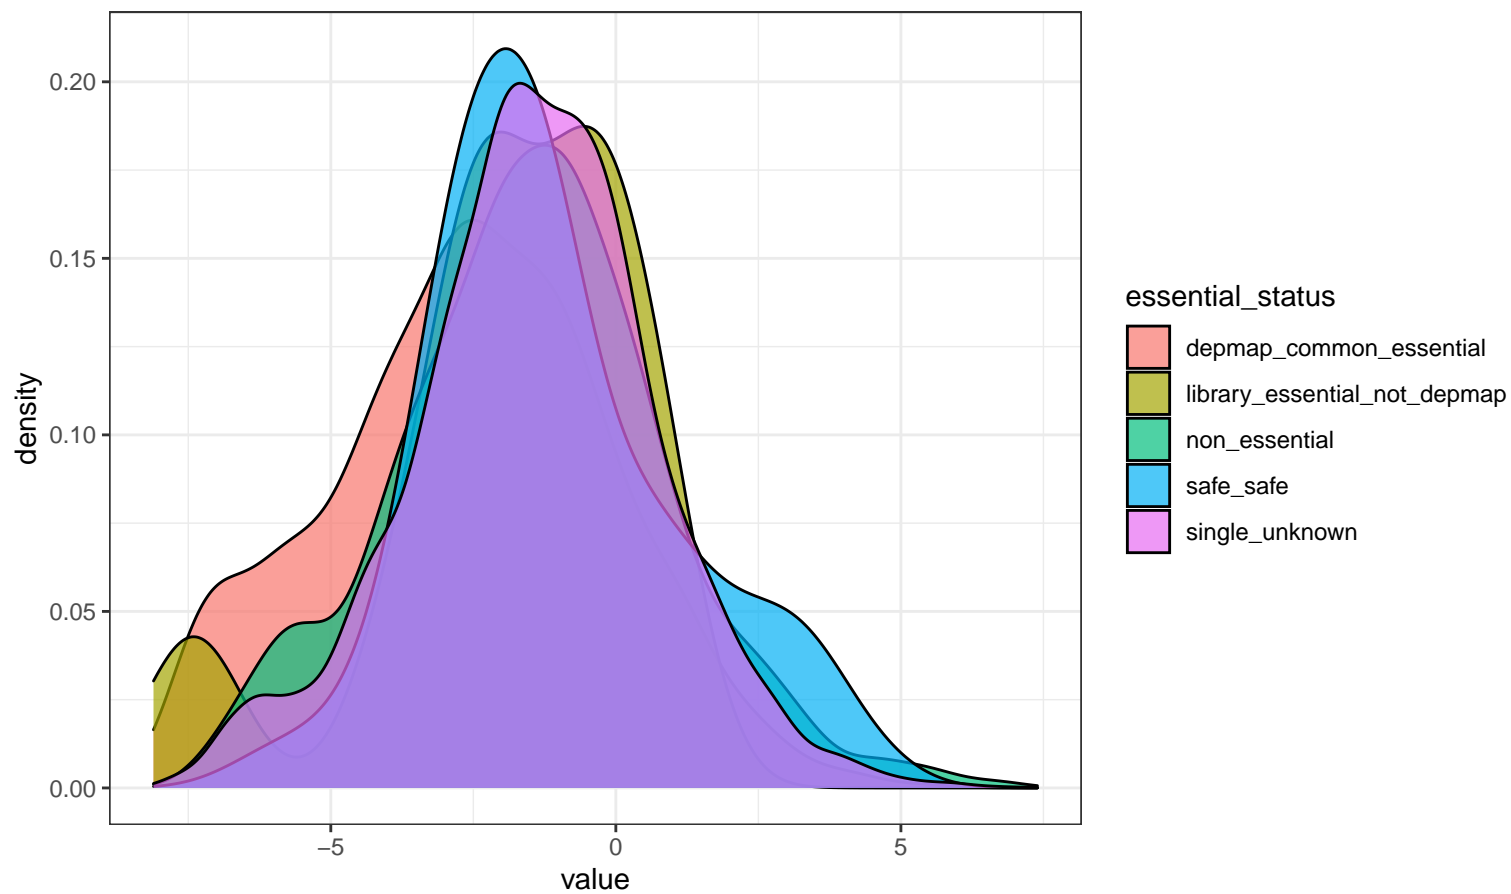 0.20
0.15
0.10
0.05
0.00
density
−5
0
5
value
essential_status
depmap_common_essential
library_essential_not_depmap
non_essential
safe_safe
single_unknown